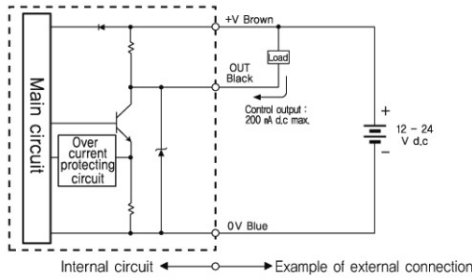 +V Brown
Load
OUT
Black
Control output :
200 mA d.c max.
Main circuit
Over
current
protecting
circuit
+
12 - 24
V d.c
−
0V Blue
Internal circuit
Example of external connection